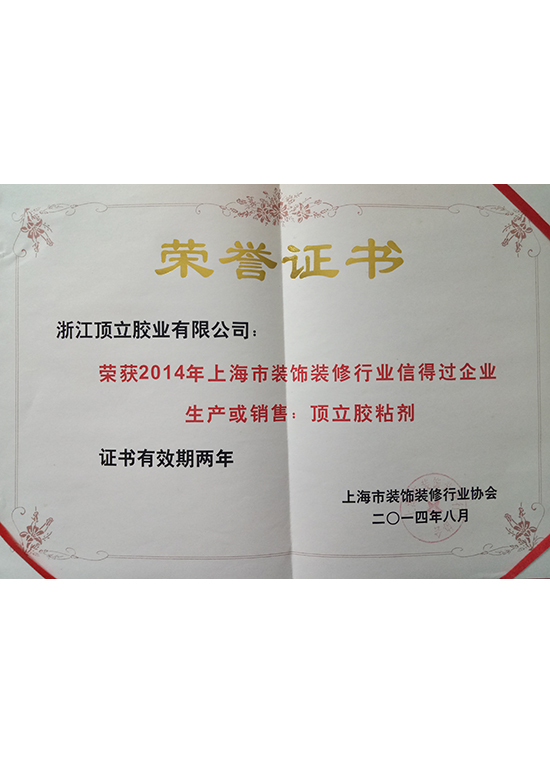 荣誉证书
浙江顶立胶业有限公司：
荣获2014年上海市装饰装修行业信得过企业
生产或销售：顶立胶粘剂
证书有效期两年
上海市装饰装修行业协会
二〇一四年八月